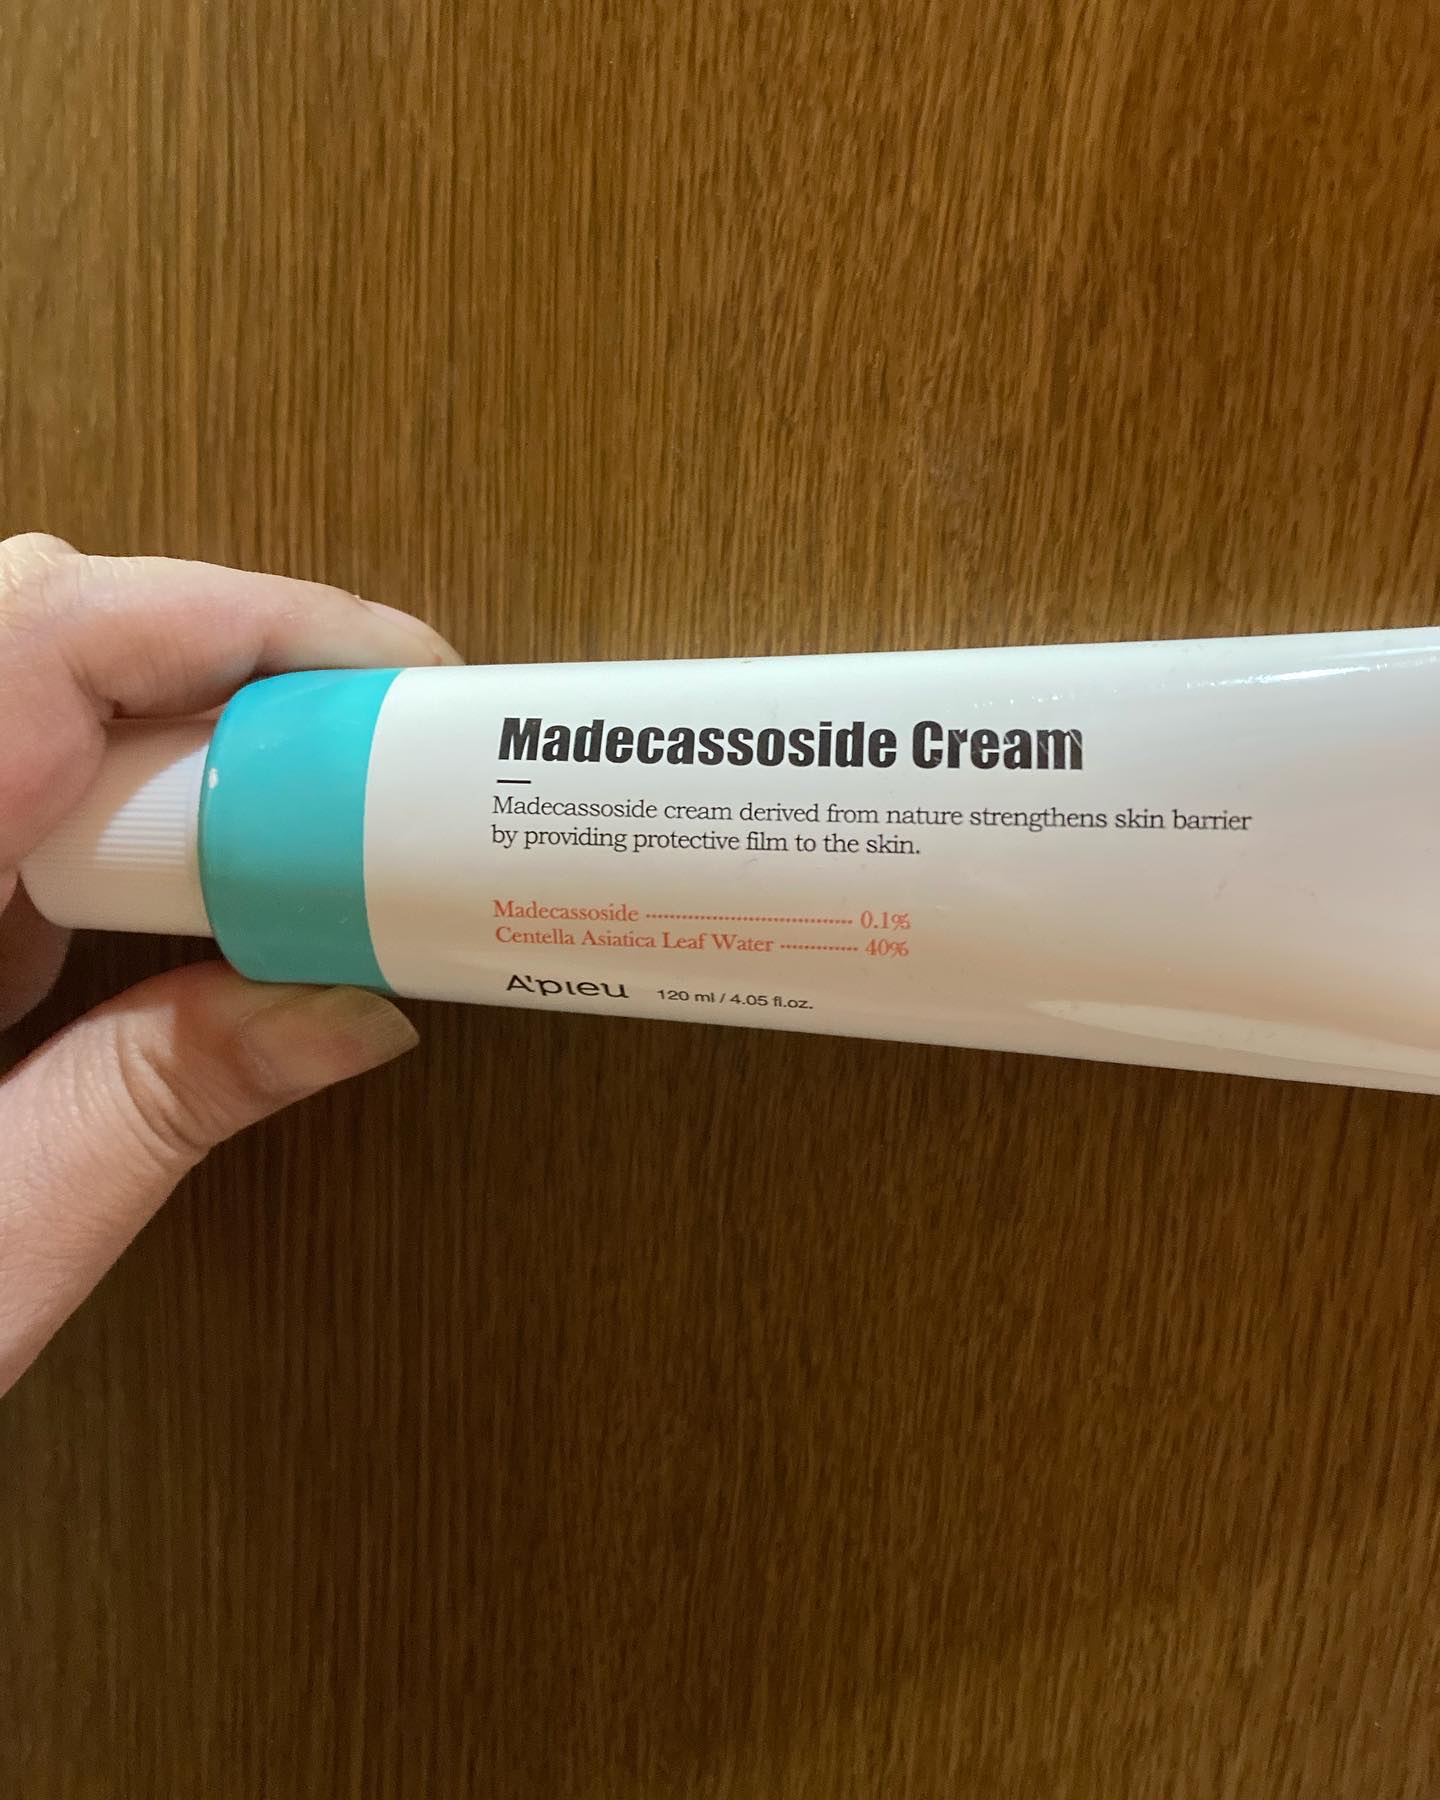 Madecassoside Cream
Madecassoside cream derived from nature strengthens skin barrier
by providing protective film to the skin.
Madecassoside ................................... 0.1%
Centella Asiatica Leaf Water ............. 40%
A'pieu 120 ml / 4.05 fl.oz.